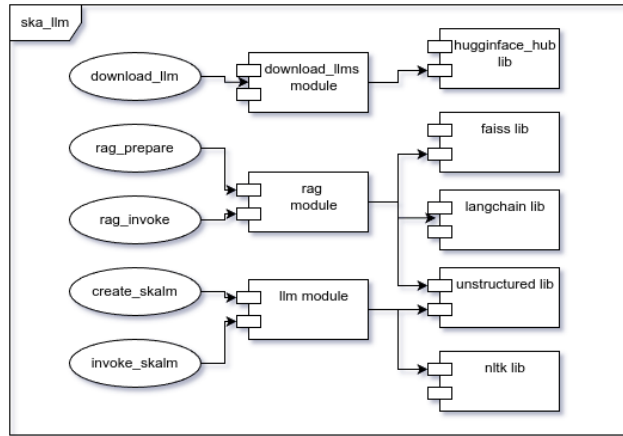 ska_llm
download_llm
download_llms
module
hugginface_hub
lib
rag_prepare
rag_invoke
rag
module
faiss lib
langchain lib
create_skalm
invoke_skalm
llm module
unstructured lib
nltk lib